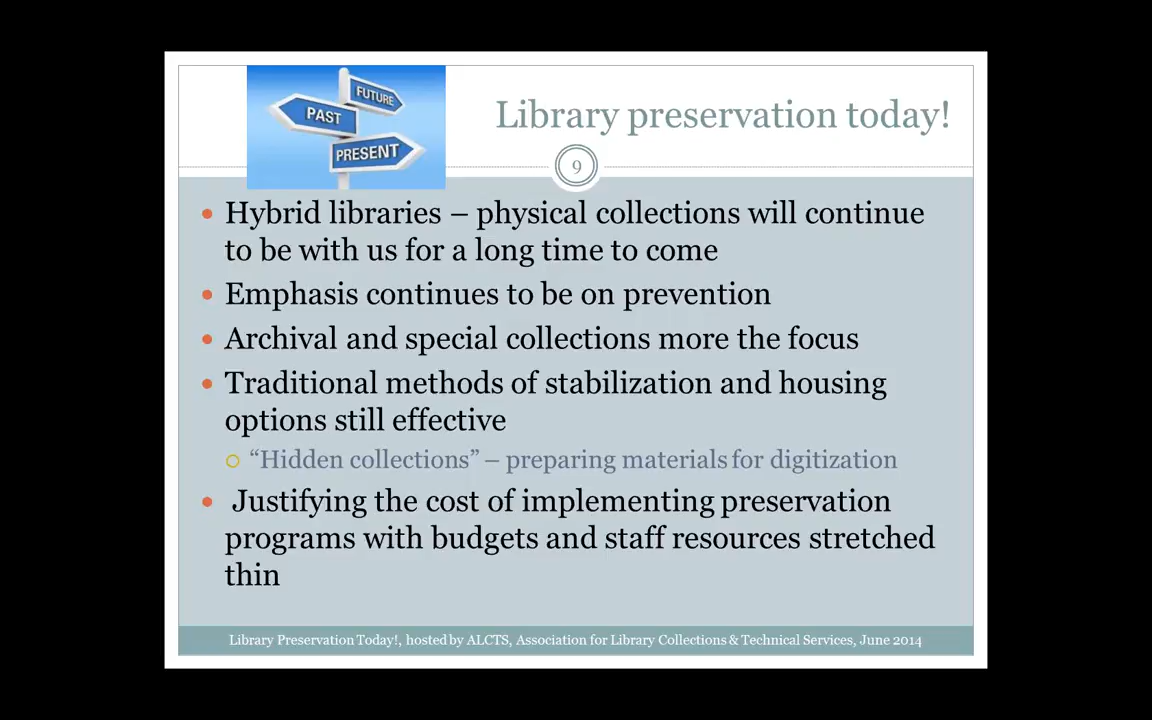 FUTURE
PAST
PRESENT
Library preservation today!
9
• Hybrid libraries – physical collections will continue
to be with us for a long time to come
• Emphasis continues to be on prevention
• Archival and special collections more the focus
• Traditional methods of stabilization and housing
options still effective
○ “Hidden collections” – preparing materials for digitization
• Justifying the cost of implementing preservation
programs with budgets and staff resources stretched
thin
Library Preservation Today!, hosted by ALCTS, Association for Library Collections & Technical Services, June 2014